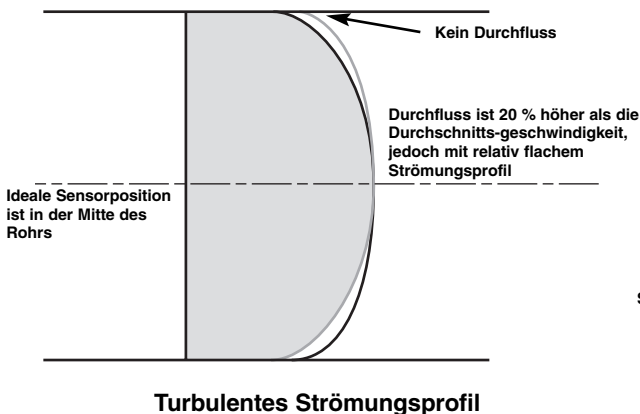 Kein Durchfluss
Durchfluss ist 20 % höher als die
Durchschnitts-geschwindigkeit,
jedoch mit relativ flachem
Strömungsprofil
Ideale Sensorposition
ist in der Mitte des
Rohrs
Turbulentes Strömungsprofil